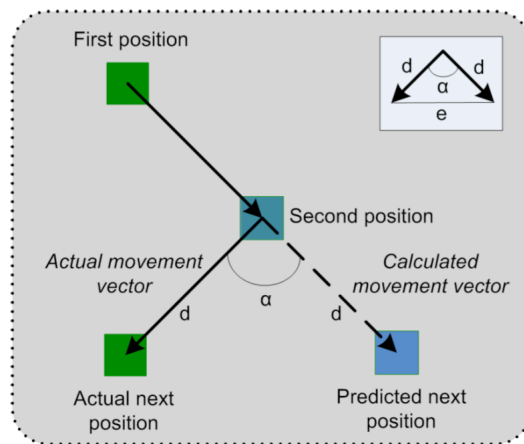 First position
d
d
α
e
Second position
Actual movement
vector
Calculated
movement vector
α
d
d
Actual next
position
Predicted next
position